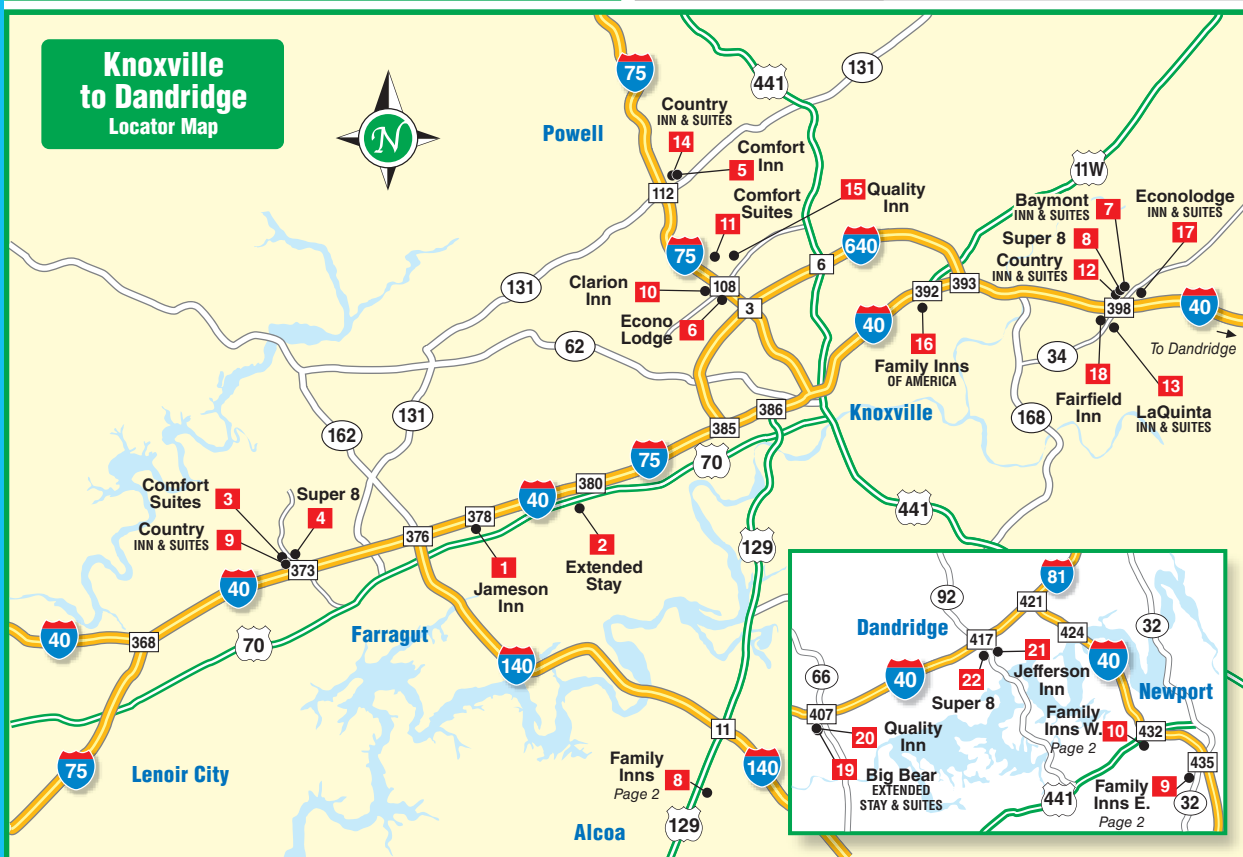 Knoxville
to Dandridge
Locator Map
N
75
441
131
Powell
Country
INN & SUITES
14
Comfort
Inn
5
112
11W
Comfort
Suites
11
15
Quality
Inn
Baymont
INN & SUITES
7
Econolodge
INN & SUITES
17
Super 8
8
Country
INN & SUITES
12
75
640
6
131
Clarion
Inn
10
108
3
392
393
398
40
Econo
Lodge
6
40
16
Family Inns
OF AMERICA
62
34
To Dandridge
18
Fairfield
Inn
13
LaQuinta
INN & SUITES
131
162
386
385
Knoxville
168
75
70
Comfort
Suites
3
Super 8
4
Country
INN & SUITES
9
380
40
378
376
373
441
1
Jameson
Inn
2
Extended
Stay
129
40
40
368
70
Farragut
140
11
75
Lenoir City
Family
Inns
Page 2
8
140
129
Alcoa
81
92
421
Dandridge
417
424
32
21
Jefferson
Inn
40
66
40
22
Super 8
Newport
407
Family
Inns W.
Page 2
10
432
20
Quality
Inn
19
Big Bear
EXTENDED
STAY & SUITES
435
Family
Inns E.
Page 2
9
441
32